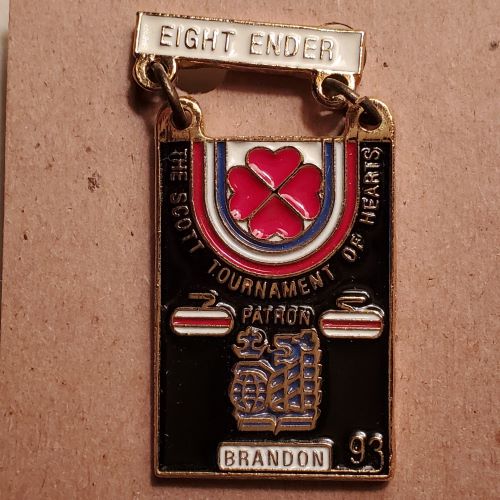 EIGHT ENDER
THE SCOTT TOURNAMENT OF HEARTS
PATRON
BRANDON
93